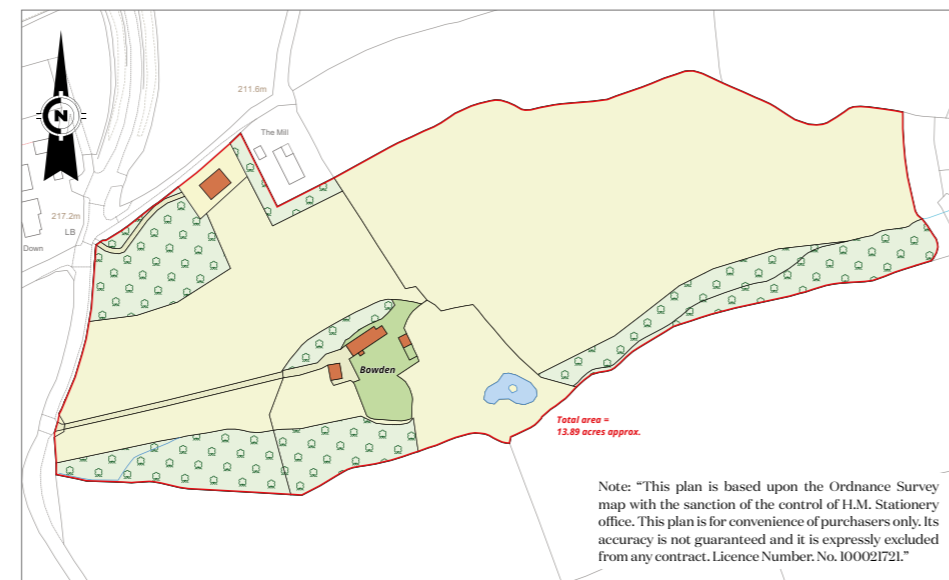 N
211.6m
The Mill
217.2m
LB
Down
Bowden
Total area =
13.89 acres approx.
Note: “This plan is based upon the Ordnance Survey
map with the sanction of the control of H.M. Stationery
office. This plan is for convenience of purchasers only. Its
accuracy is not guaranteed and it is expressly excluded
from any contract. Licence Number. No. 100021721.”